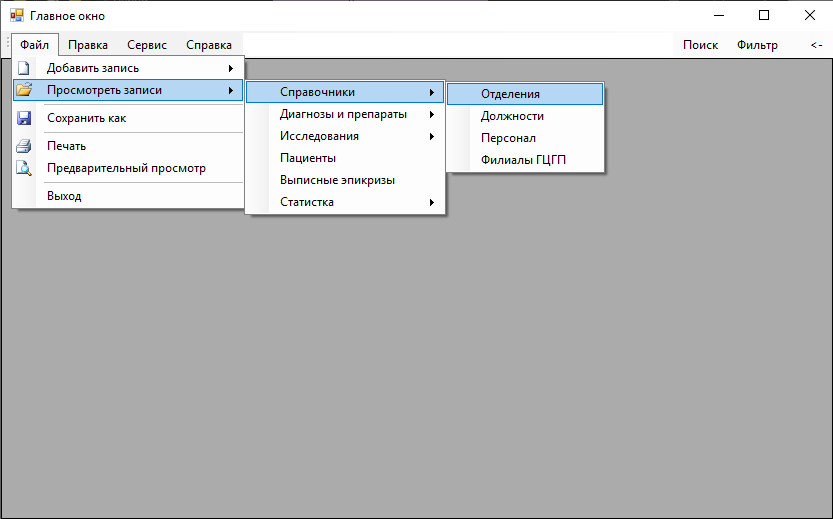 Главное окно
Файл Правка Сервис Справка Поиск Фильтр <-
Добавить запись
Просмотреть записи
Сохранить как
Печать
Предварительный просмотр
Выход
Справочники
Диагнозы и препараты
Исследования
Пациенты
Выписные эпикризы
Статистка
Отделения
Должности
Персонал
Филиалы ГЦГП